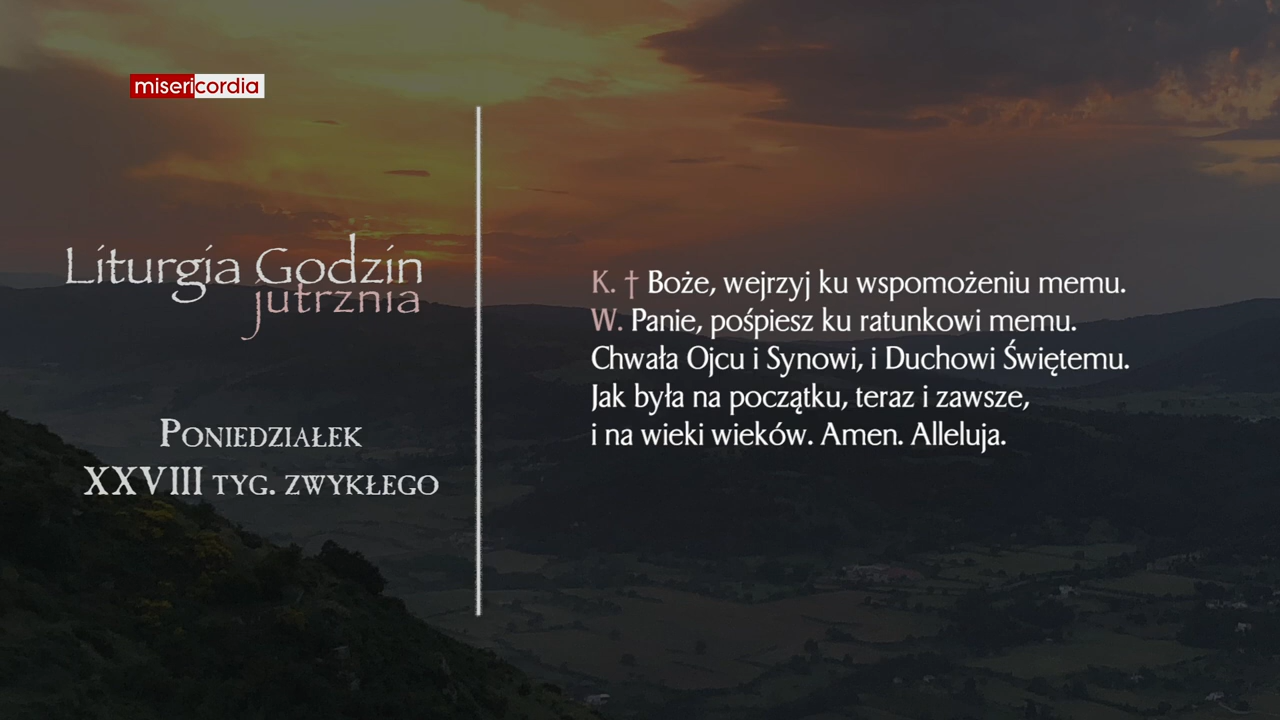 misericordia
Liturgia Godzin
jutrznia
Poniedziałek
XXVIII tyg. zwykłego
K. † Boże, wejrzyj ku wspomożeniu memu.
W. Panie, pośpiesz ku ratunkowi memu.
Chwała Ojcu i Synowi, i Duchowi Świętemu.
Jak była na początku, teraz i zawsze,
i na wieki wieków. Amen. Alleluja.